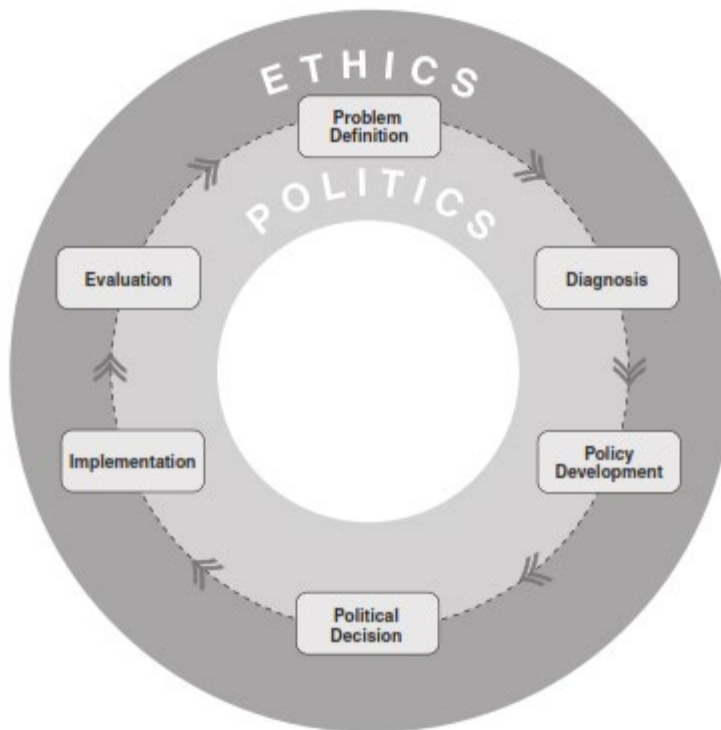 ETHICS
Problem
Definition
POLITICS
Evaluation
Diagnosis
Implementation
Policy
Development
Political
Decision